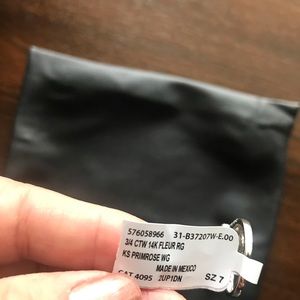 576058966 31-B37207W-E.00
3/4 CTW 14K FLEUR RG
KS PRIMROSE WG
MADE IN MEXICO
CAT 4095 2UP1DN SZ 7